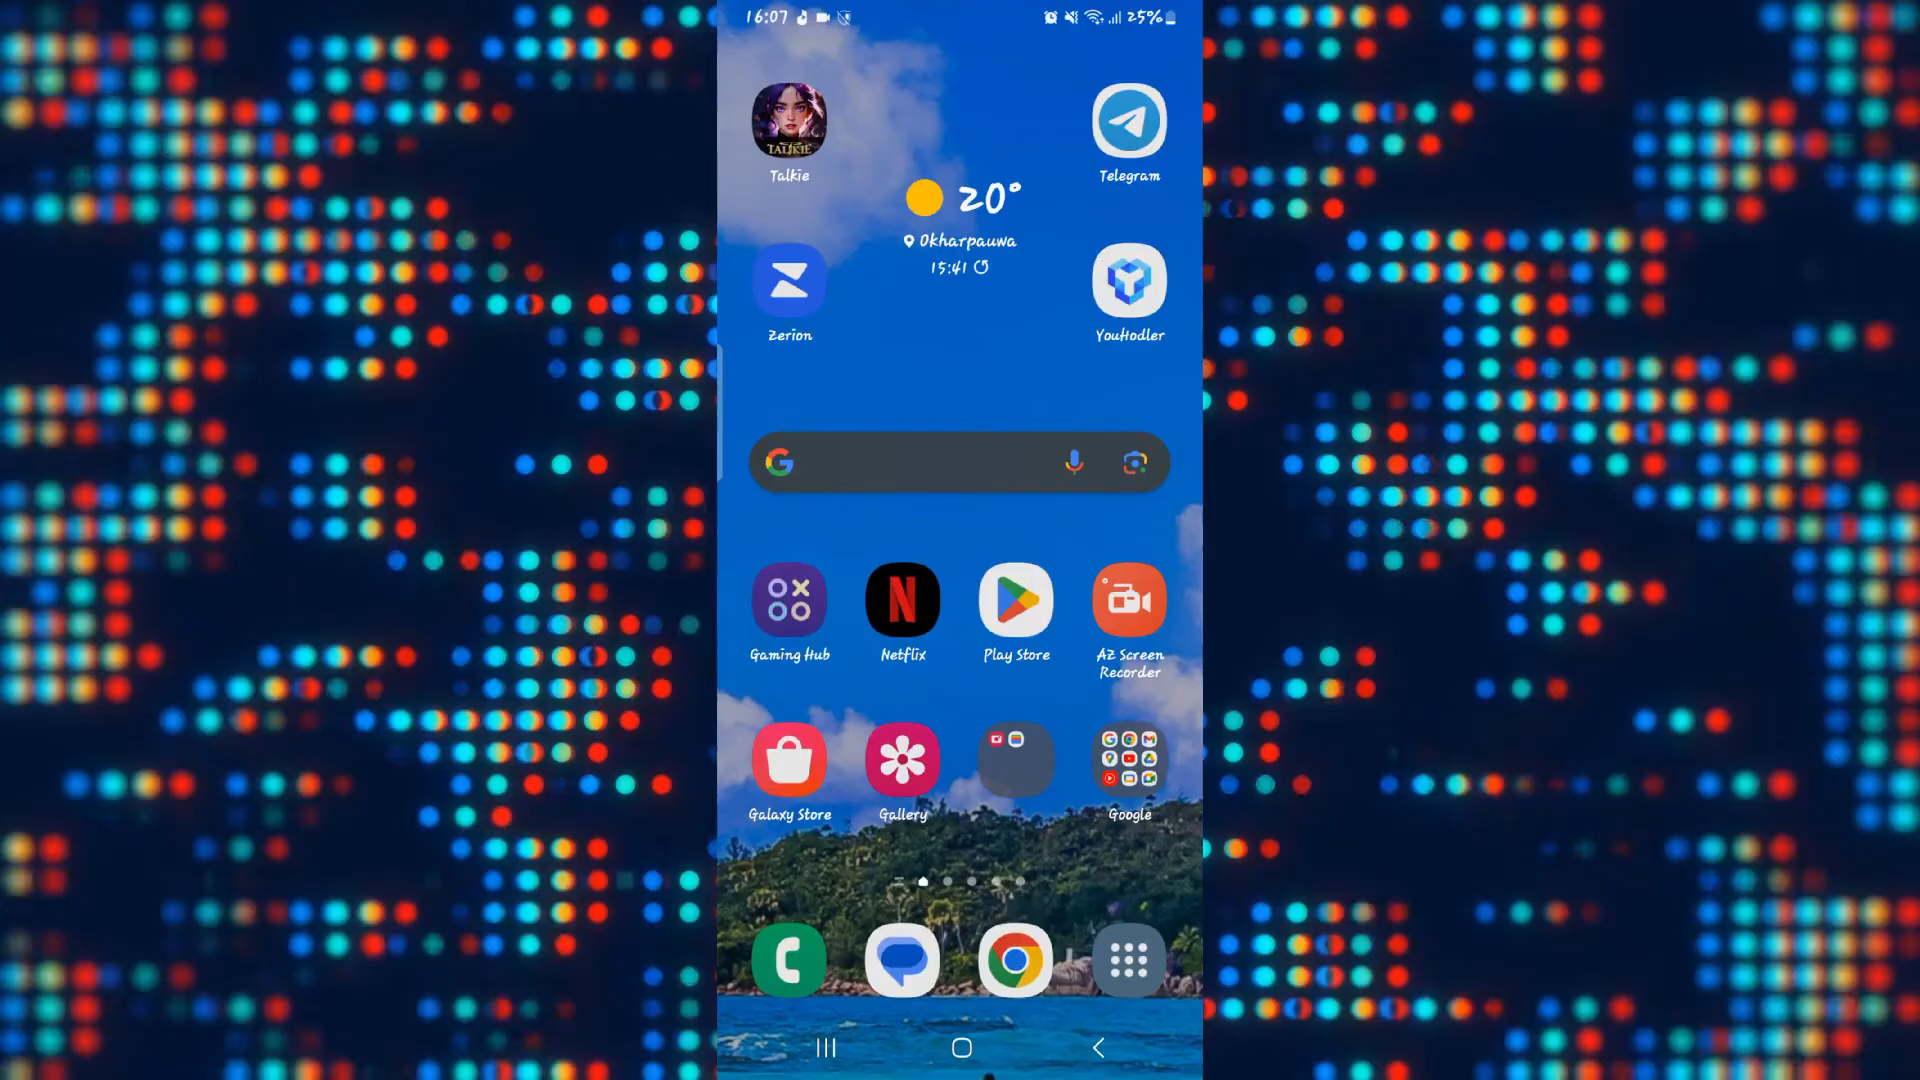 16:07
25%
TALKIE
Talkie
Telegram
20°
Okharpauwa
15:41
Zerion
YouHodler
Gaming Hub
Netflix
Play Store
AZ Screen
Recorder
Galaxy Store
Gallery
Google